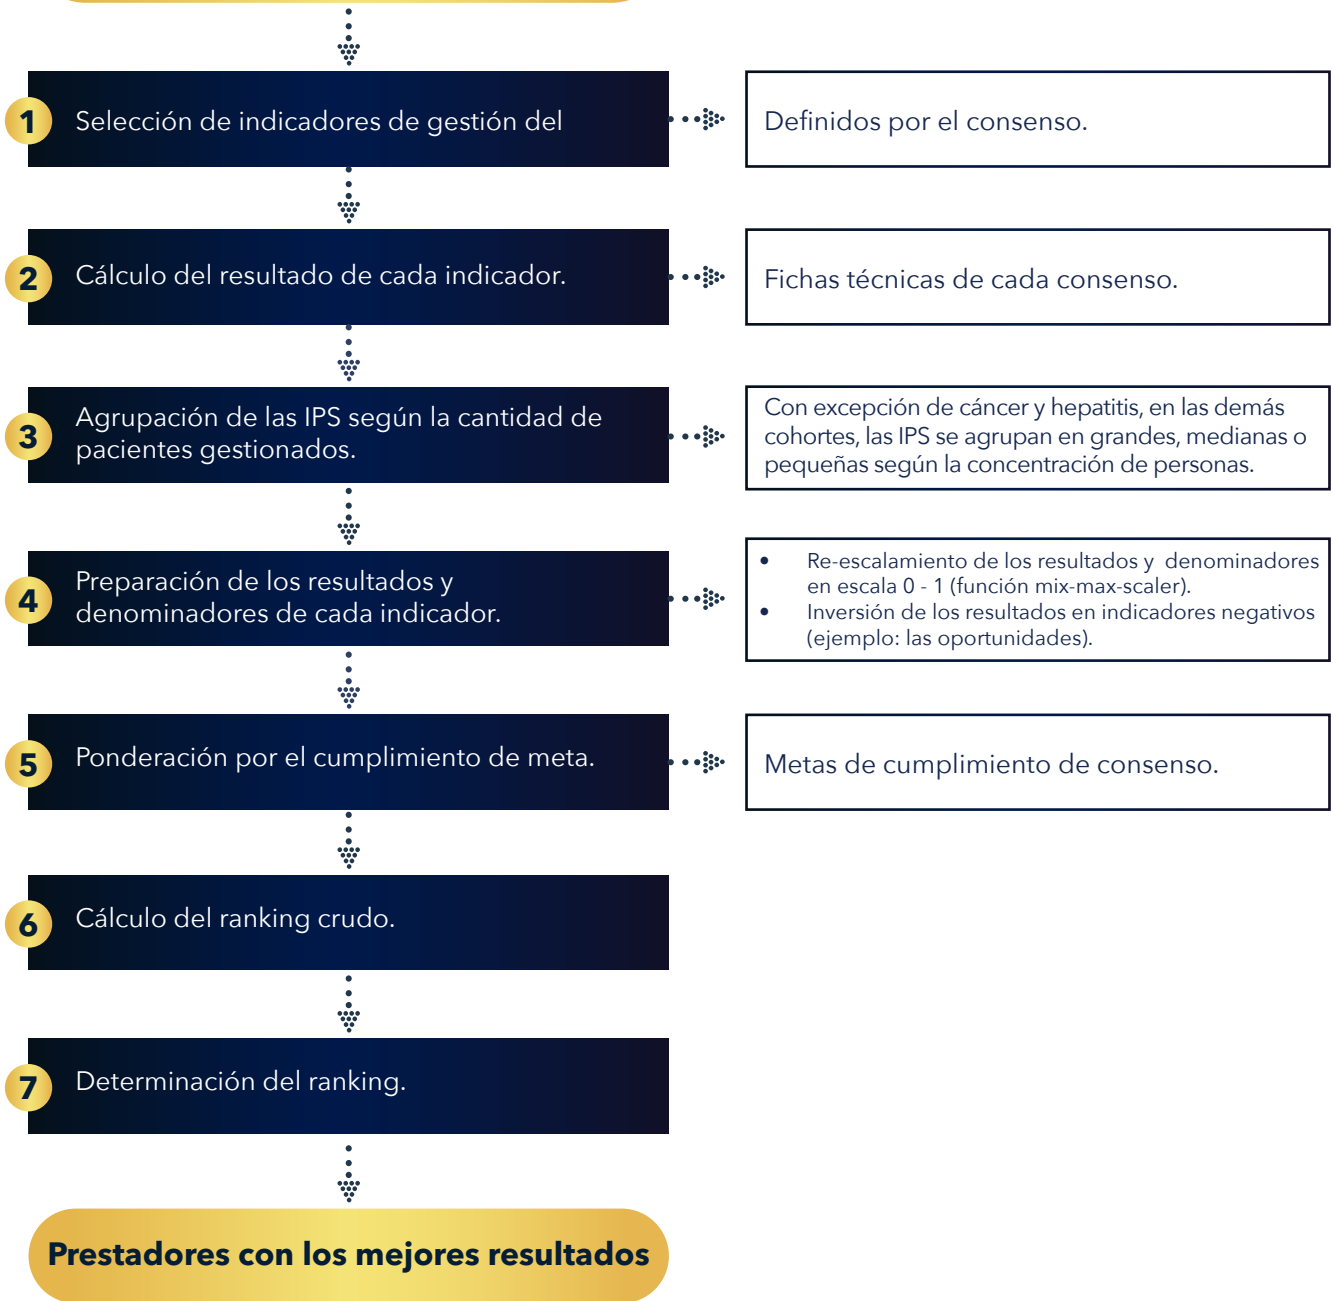 1
Selección de indicadores de gestión del
Definidos por el consenso.
2
Cálculo del resultado de cada indicador.
Fichas técnicas de cada consenso.
3
Agrupación de las IPS según la cantidad de
pacientes gestionados.
Con excepción de cáncer y hepatitis, en las demás
cohortes, las IPS se agrupan en grandes, medianas o
pequeñas según la concentración de personas.
4
Preparación de los resultados y
denominadores de cada indicador.
• Re-escalamiento de los resultados y denominadores
en escala 0 - 1 (función mix-max-scaler).
• Inversión de los resultados en indicadores negativos
(ejemplo: las oportunidades).
5
Ponderación por el cumplimiento de meta.
Metas de cumplimiento de consenso.
6
Cálculo del ranking crudo.
7
Determinación del ranking.
Prestadores con los mejores resultados